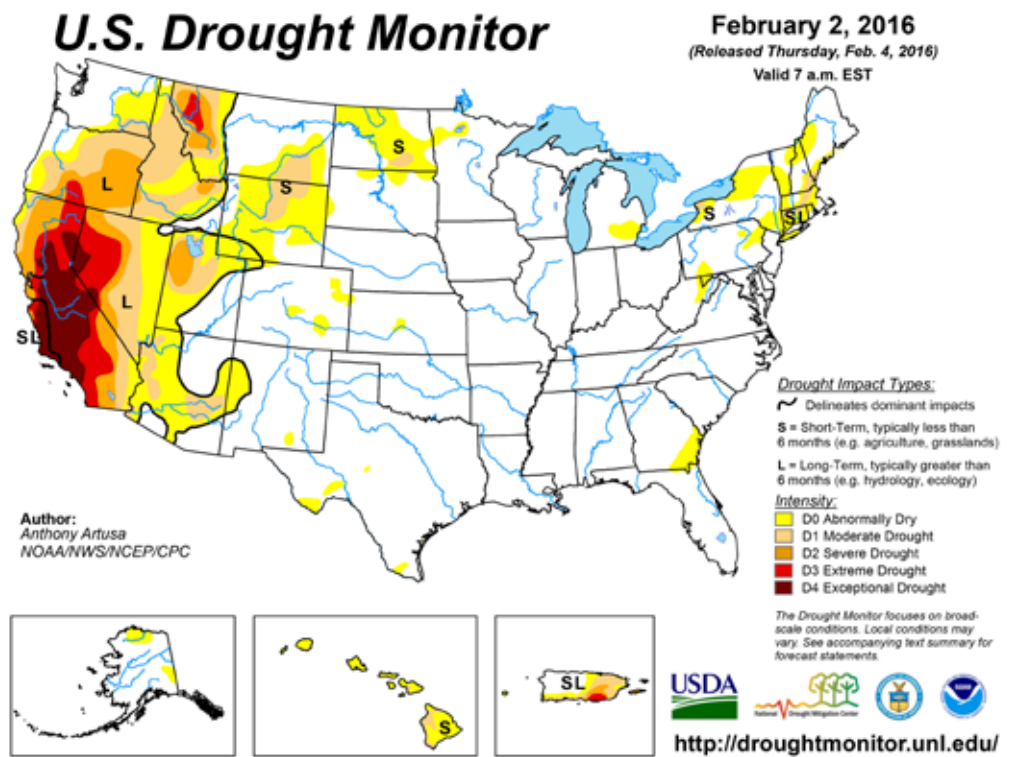 U.S. Drought Monitor
February 2, 2016
(Released Thursday, Feb. 4, 2016)
Valid 7 a.m. EST
L
S
S
S
SL
L
SL
Drought Impact Types:
Delineates dominant impacts
S = Short-Term, typically less than
6 months (e.g. agriculture, grasslands)
L = Long-Term, typically greater than
6 months (e.g. hydrology, ecology)
Intensity:
D0 Abnormally Dry
D1 Moderate Drought
D2 Severe Drought
D3 Extreme Drought
D4 Exceptional Drought
Author:
Anthony Artusa
NOAA/NWS/NCEP/CPC
The Drought Monitor focuses on broad-
scale conditions. Local conditions may
vary. See accompanying text summary for
forecast statements.
S
SL
USDA
National Drought Mitigation Center
http://droughtmonitor.unl.edu/